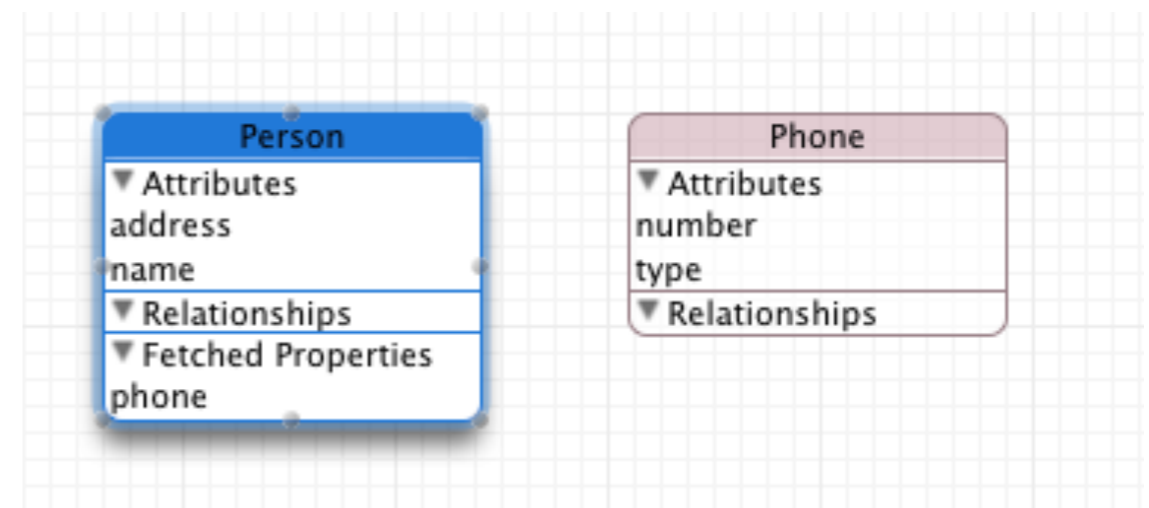 Person
Attributes
address
name
Relationships
Fetched Properties
phone
Phone
Attributes
number
type
Relationships